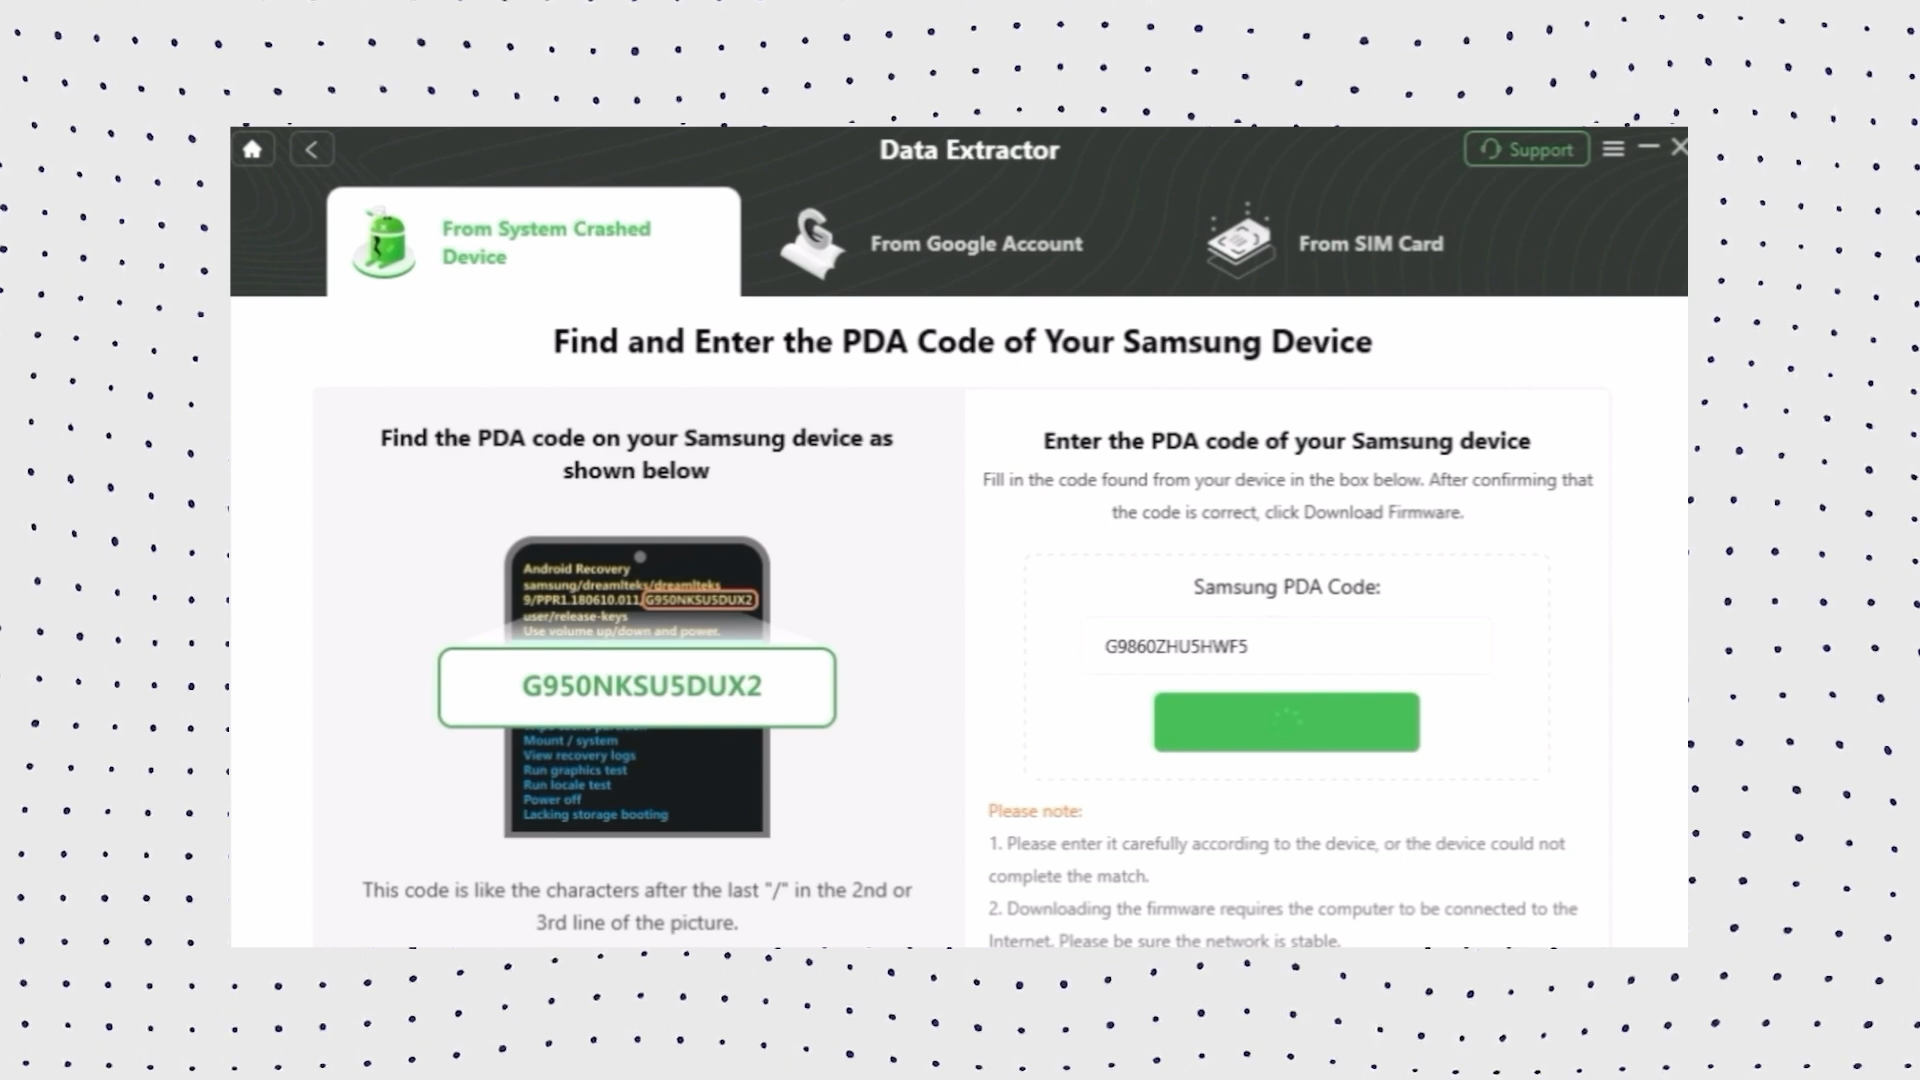 Data Extractor
Support
From System Crashed
Device
From Google Account
From SIM Card
Find and Enter the PDA Code of Your Samsung Device
Find the PDA code on your Samsung device as
shown below
Android Recovery
samsung/dreamlteks/dreamlteks
9/PPR1.180610.011/G950NKSU5DUX2
user/release-keys
Use volume up/down and power.
G950NKSU5DUX2
Mount / system
View recovery logs
Run graphics test
Run locale test
Power off
Lacking storage booting
This code is like the characters after the last "/" in the 2nd or
3rd line of the picture.
Enter the PDA code of your Samsung device
Fill in the code found from your device in the box below. After confirming that
the code is correct, click Download Firmware.
Samsung PDA Code:
G9860ZHU5HWF5
Please note:
1. Please enter it carefully according to the device, or the device could not
complete the match.
2. Downloading the firmware requires the computer to be connected to the
Internet. Please be sure the network is stable.